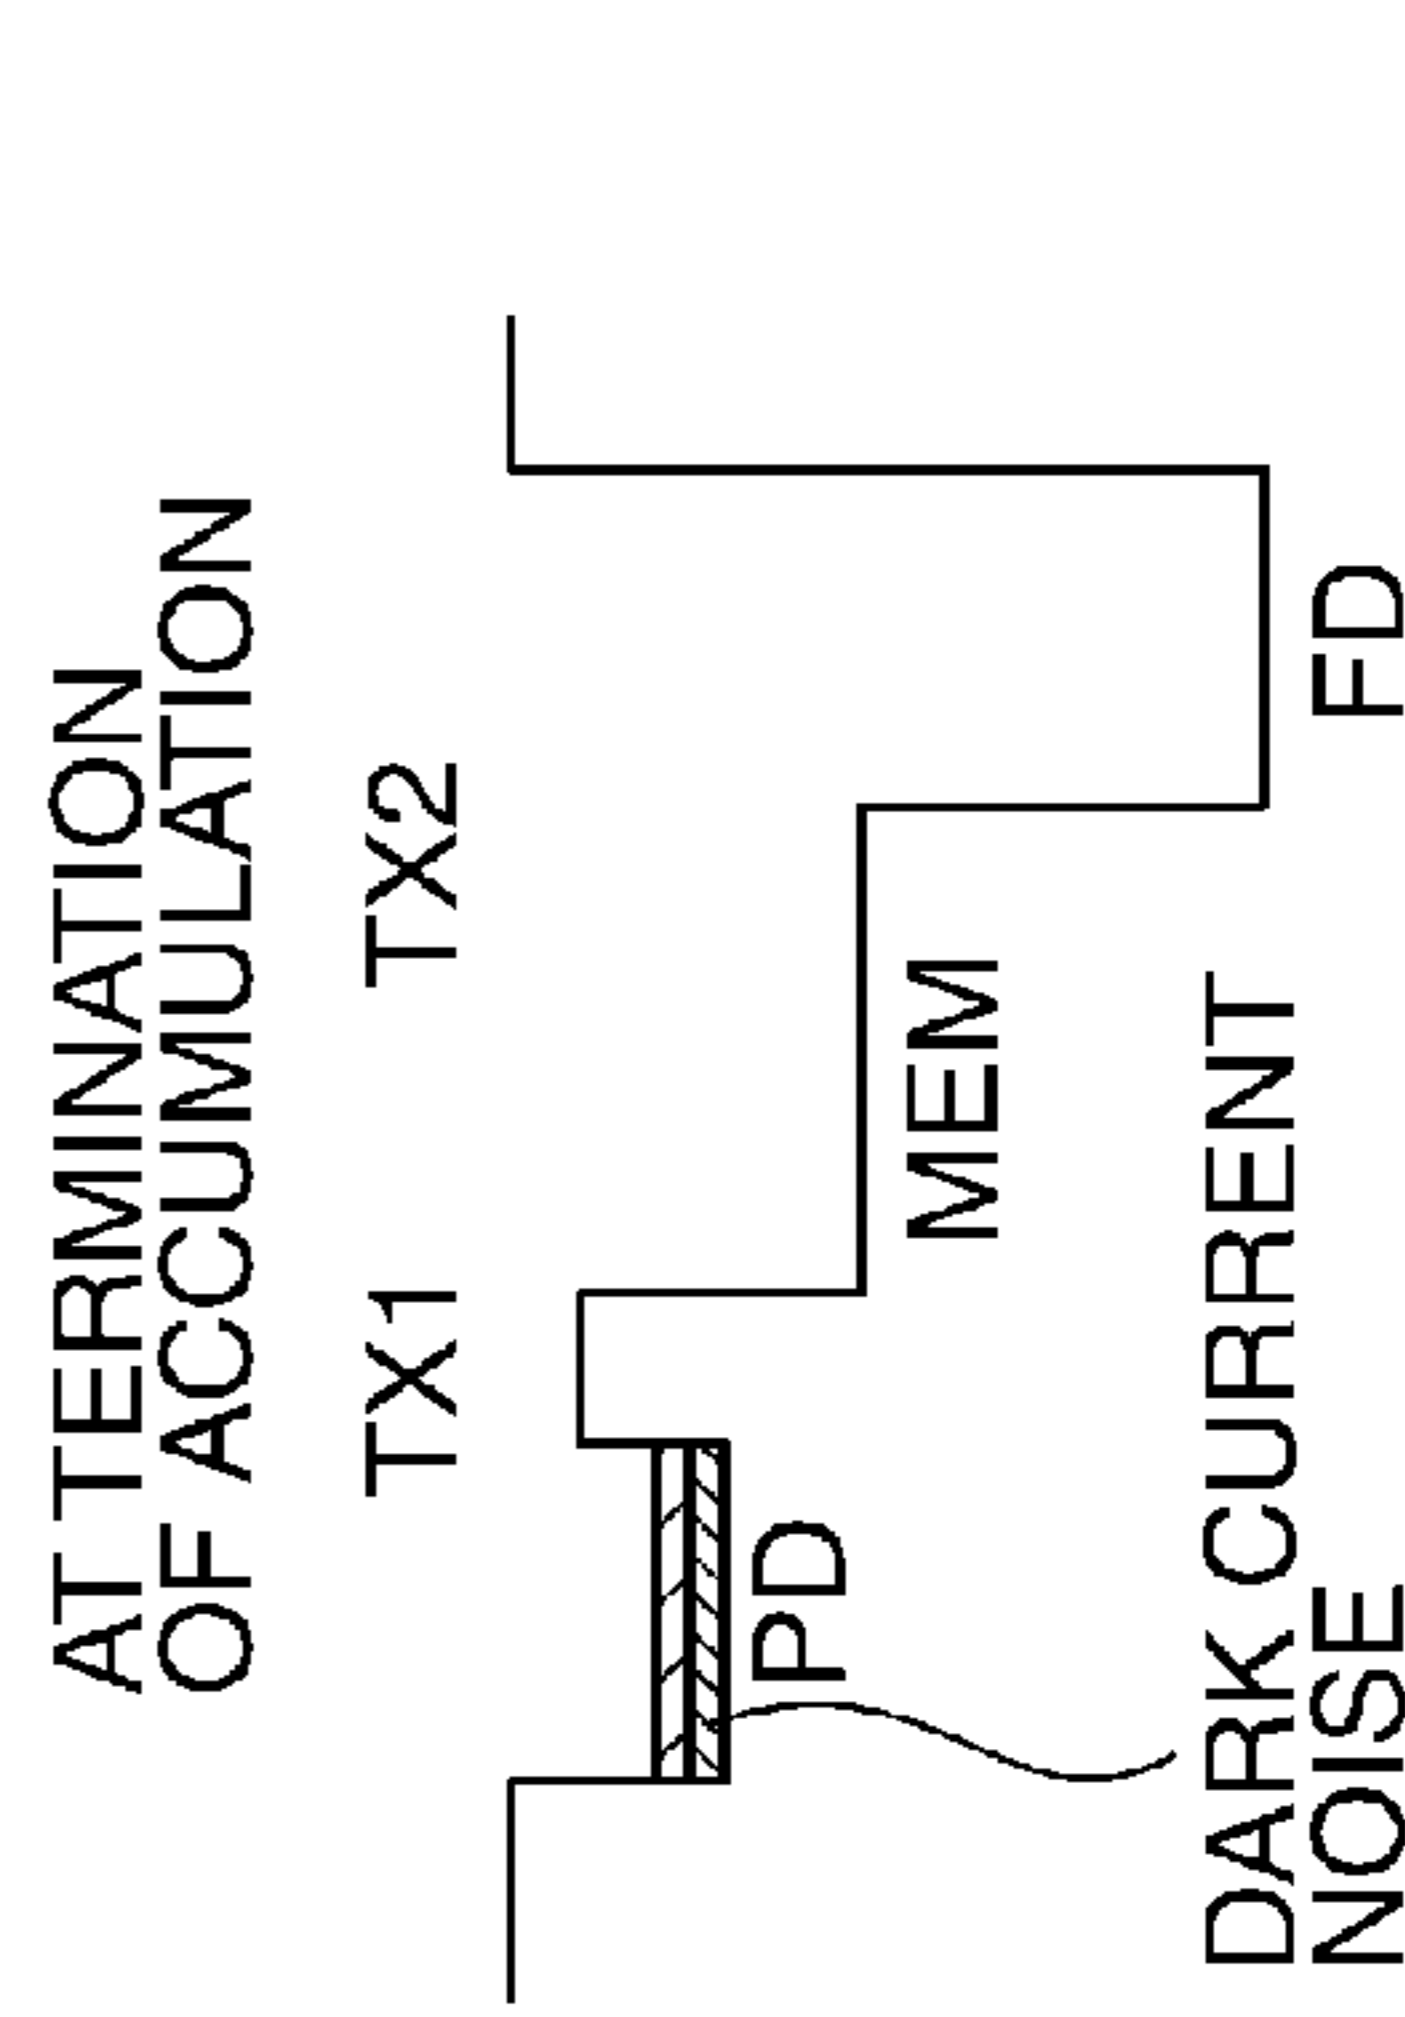 AT TERMINATION
OF ACCUMULATION
TX1
TX2
PD
MEM
FD
DARK CURRENT
NOISE